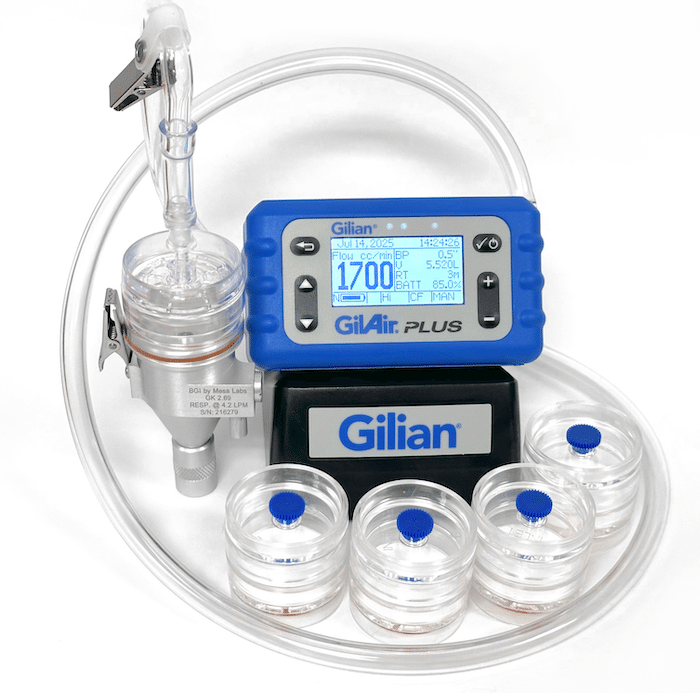 Gilian®
Jul 14, 2025 14:24:26
Flow cc/min BP 0.5"
1700 V 5.520L
RT 3m
BATT 85.0%
N Hi CF MAN
GilAir® PLUS
BGI by Mesa Labs
GK 2.69
RESP. @ 4.2 LPM
S/N: 216279
Gilian®